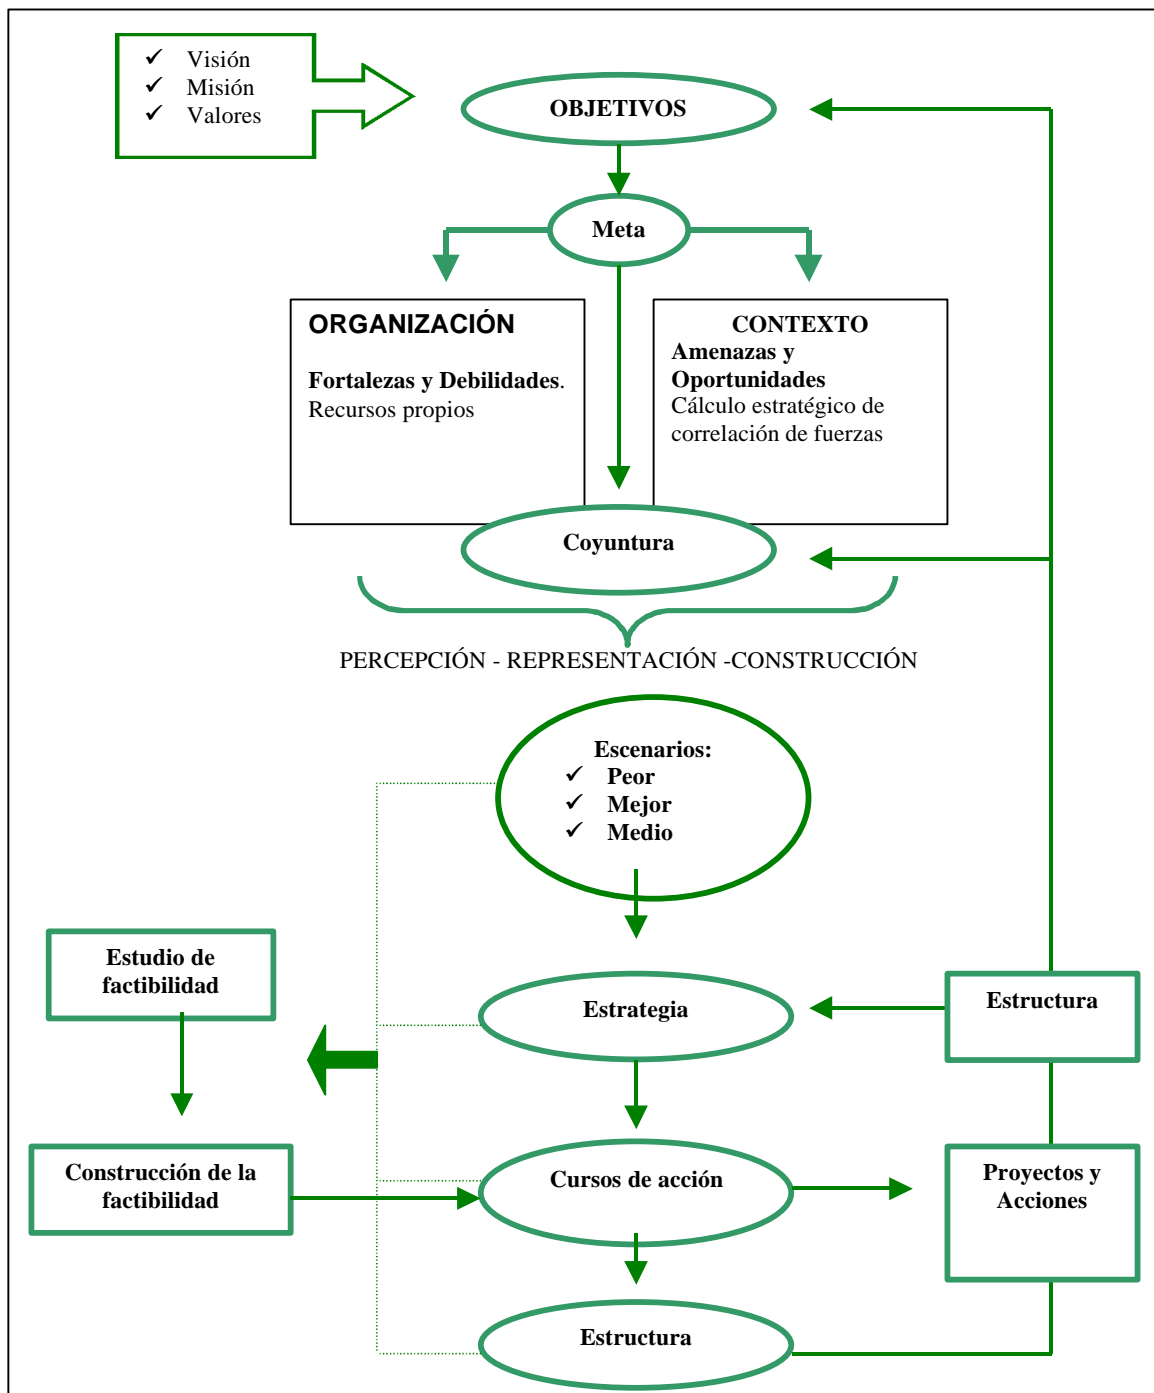 ✓ Visión
✓ Misión
✓ Valores
OBJETIVOS
Meta
ORGANIZACIÓN
Fortalezas y Debilidades.
Recursos propios
CONTEXTO
Amenazas y
Oportunidades
Cálculo estratégico de
correlación de fuerzas
Coyuntura
PERCEPCIÓN - REPRESENTACIÓN -CONSTRUCCIÓN
Escenarios:
✓ Peor
✓ Mejor
✓ Medio
Estudio de
factibilidad
Estrategia
Estructura
Construcción de la
factibilidad
Cursos de acción
Proyectos y
Acciones
Estructura